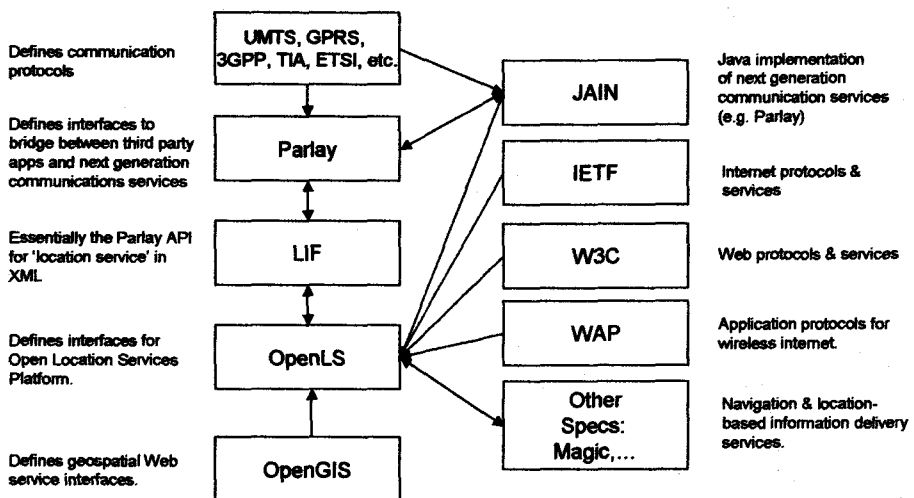 Defines communication
protocols
UMTS, GPRS,
3GPP, TIA, ETSI, etc.
JAIN
Java implementation
of next generation
communication services
(e.g. Parlay)
Defines interfaces to
bridge between third party
apps and next generation
communications services
Parlay
IETF
Internet protocols &
services
Essentially the Parlay API
for 'location service' in
XML
LIF
W3C
Web protocols & services
Defines interfaces for
Open Location Services
Platform.
OpenLS
WAP
Application protocols for
wireless internet.
Other
Specs:
Magic,...
Navigation & location-
based information delivery
services.
Defines geospatial Web
service interfaces.
OpenGIS